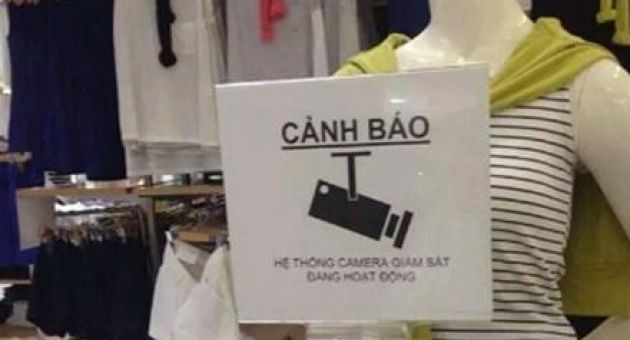 CẢNH BÁO
HỆ THỐNG CAMERA GIÁM SÁT
ĐANG HOẠT ĐỘNG